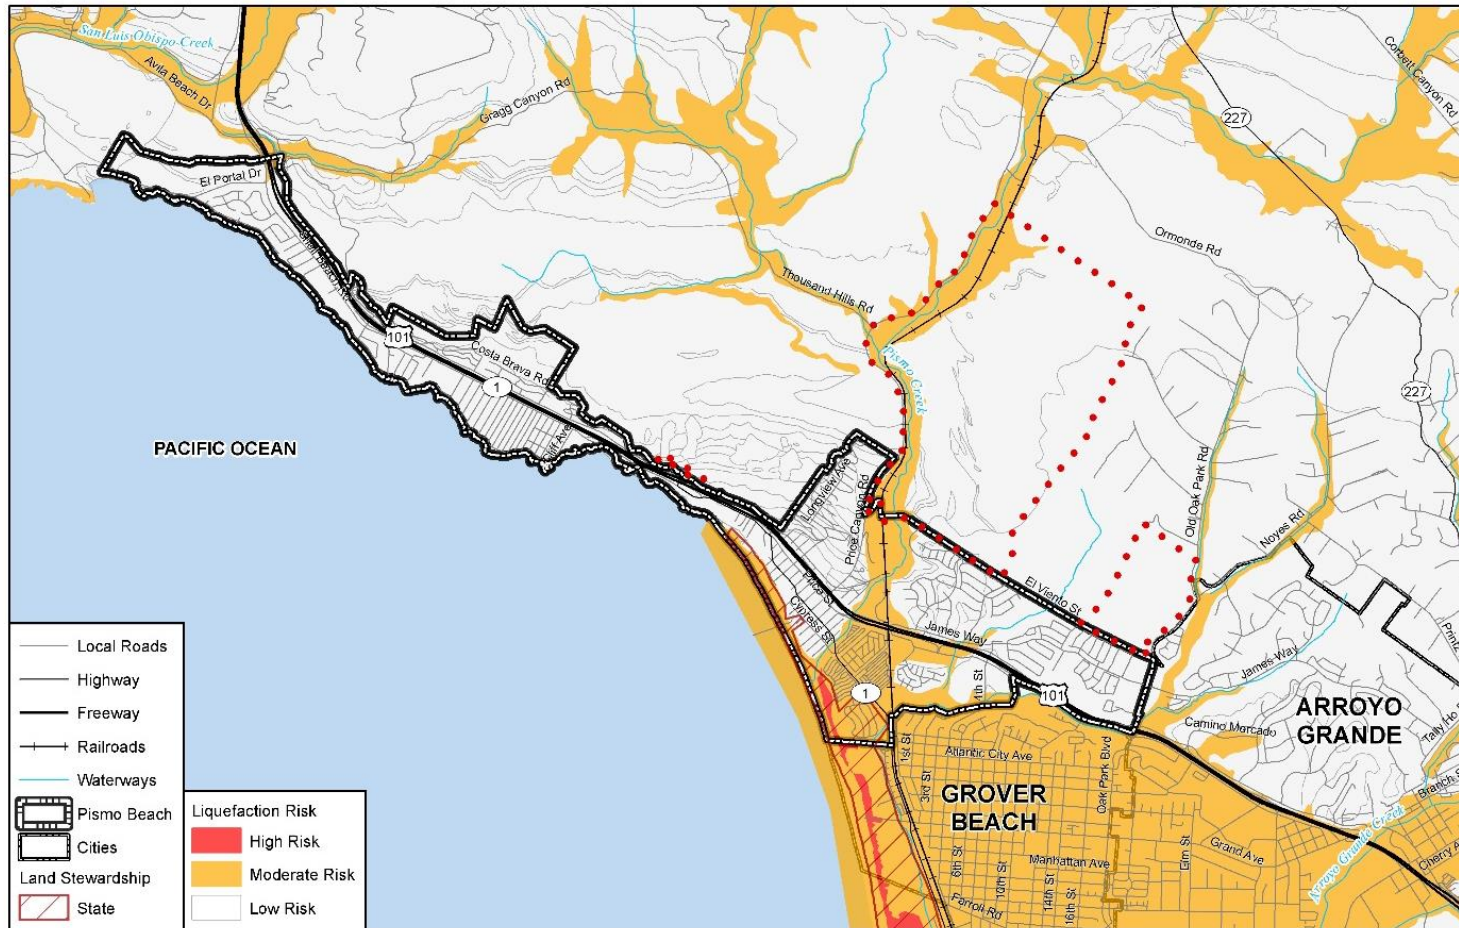 San Luis Obispo Creek
Avila Beach Dr
Gragg Canyon Rd
Corbett Canyon Rd
227
El Portal Dr
Shell Beach Rd
Ormonde Rd
Thousand Hills Rd
101
Pismo Creek
Costa Brava Rd
1
227
Cliff Ave
PACIFIC OCEAN
Longview Ave
Price Canyon Rd
Old Oak Park Rd
Noyes Rd
El Viento St
Price St
Cypress St
James Way
James Way
4th St
1
101
Camino Mercado
ARROYO
GRANDE
Tally Ho
1st St
Atlantic City Ave
Oak Park Blvd
3rd St
GROVER
BEACH
Branch S
Grand Ave
Elm St
Manhattan Ave
6th St
10th St
14th St
16th St
Farroll Rd
Arroyo Grande Creek
Cherry A
Local Roads
Highway
Freeway
Railroads
Waterways
Pismo Beach
Cities
Land Stewardship
State
Liquefaction Risk
High Risk
Moderate Risk
Low Risk